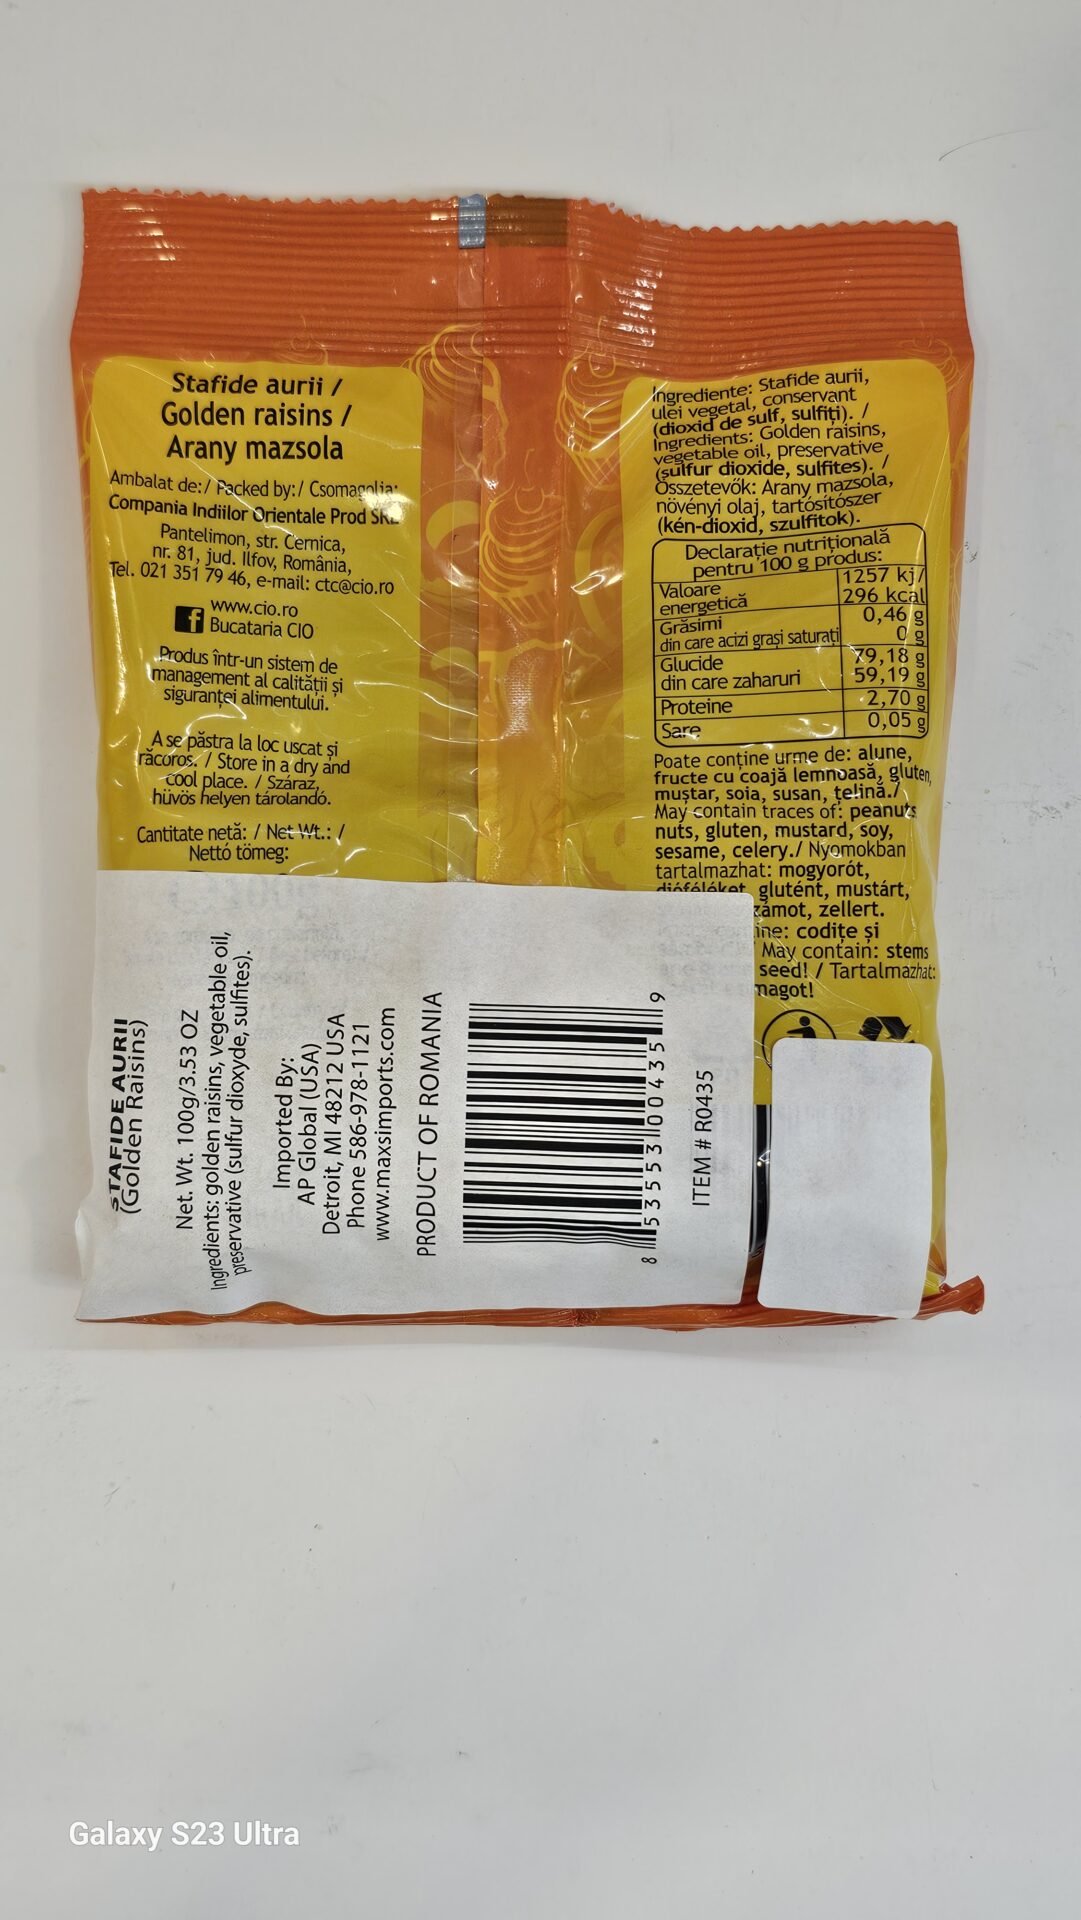 Stafide aurii /
Golden raisins /
Arany mazsola
Ambalat de:/ Packed by:/ Csomagolja:
Compania Indiilor Orientale Prod SRL
Pantelimon, str. Cernica,
nr. 81, jud. Ilfov, România,
Tel. 021 351 79 46, e-mail: ctc@cio.ro
www.cio.ro
f Bucataria CIO
Produs într-un sistem de
management al calității și
siguranței alimentului.
A se păstra la loc uscat și
răcoros. / Store in a dry and
cool place. / Száraz,
hűvös helyen tárolandó.
Cantitate netă: / Net Wt.: /
Nettó tömeg:
Ingrediente: Stafide aurii,
ulei vegetal, conservant
(dioxid de sulf, sulfiți). /
Ingredients: Golden raisins,
vegetable oil, preservative
(sulfur dioxide, sulfites). /
Összetevők: Arany mazsola,
növényi olaj, tartósítószer
(kén-dioxid, szulfitok).
Declarație nutrițională
pentru 100 g produs:
Valoare 1257 kj/
energetică 296 kcal
Grăsimi 0,46 g
din care acizi grași saturați 0 g
Glucide 79,18 g
din care zaharuri 59,19 g
Proteine 2,70 g
Sare 0,05 g
Poate conține urme de: alune,
fructe cu coajă lemnoasă, gluten,
muștar, soia, susan, țelină./
May contain traces of: peanuts
nuts, gluten, mustard, soy,
sesame, celery./ Nyomokban
tartalmazhat: mogyorót,
dióféléket, glutént, mustárt,
zellert.
codițe și
May contain: stems
seed! / Tartalmazhat:
magot!
STAFIDE AURII
(Golden Raisins)
Net. Wt. 100g/3.53 OZ
Ingredients: golden raisins, vegetable oil,
preservative (sulfur dioxyde, sulfites).
Imported By:
AP Global (USA)
Detroit, MI 48212 USA
Phone 586-978-1121
www.maxsimports.com
PRODUCT OF ROMANIA
8 53553 00435 9
ITEM # R0435
Galaxy S23 Ultra